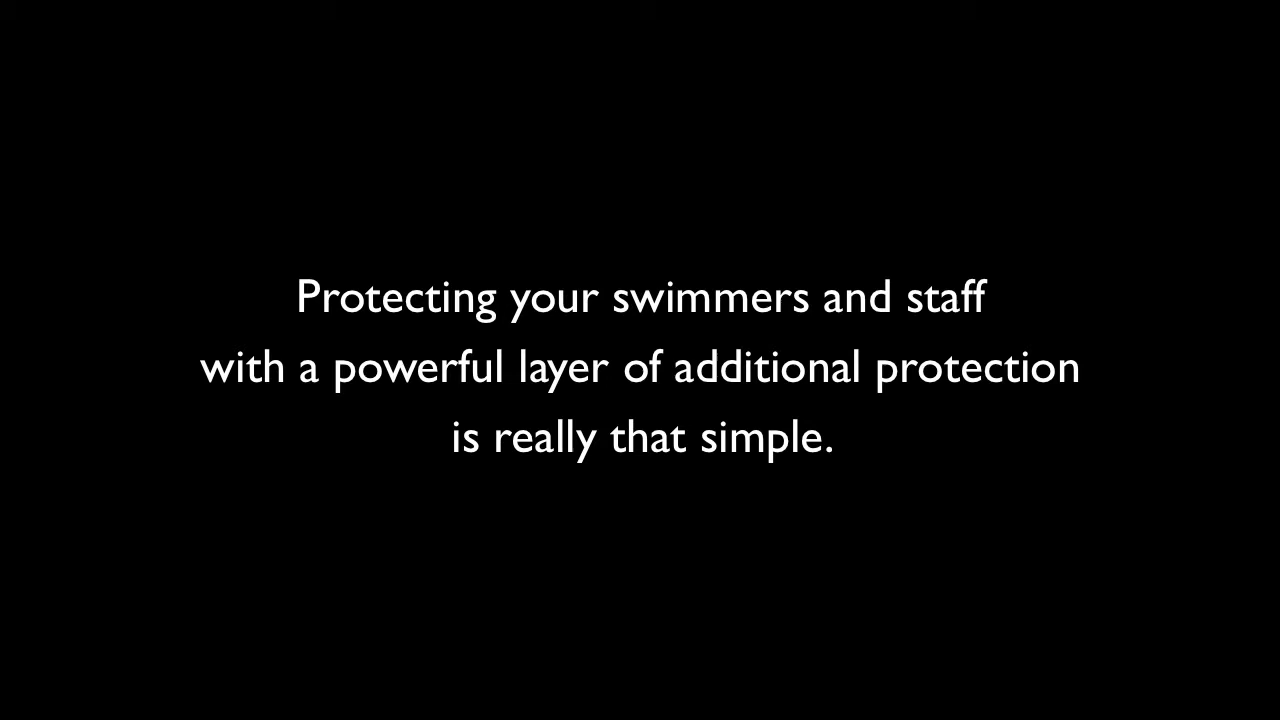 Protecting your swimmers and staff
with a powerful layer of additional protection
is really that simple.